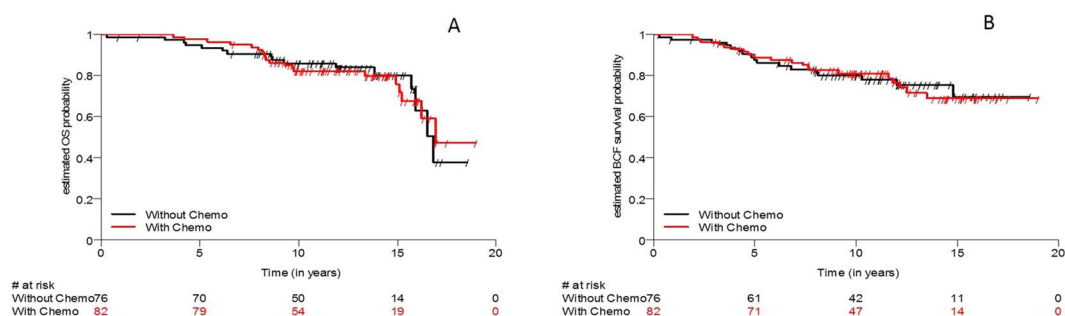 A
estimated OS probability
1
0.8
0.6
0.4
0.2
0
Without Chemo
With Chemo
0 5 10 15 20
Time (in years)
# at risk
Without Chemo 76 70 50 14 0
With Chemo 82 79 54 19 0
B
estimated BCF survival probability
1
0.8
0.6
0.4
0.2
0
Without Chemo
With Chemo
0 5 10 15 20
Time (in years)
# at risk
Without Chemo 76 61 42 11 0
With Chemo 82 71 47 14 0